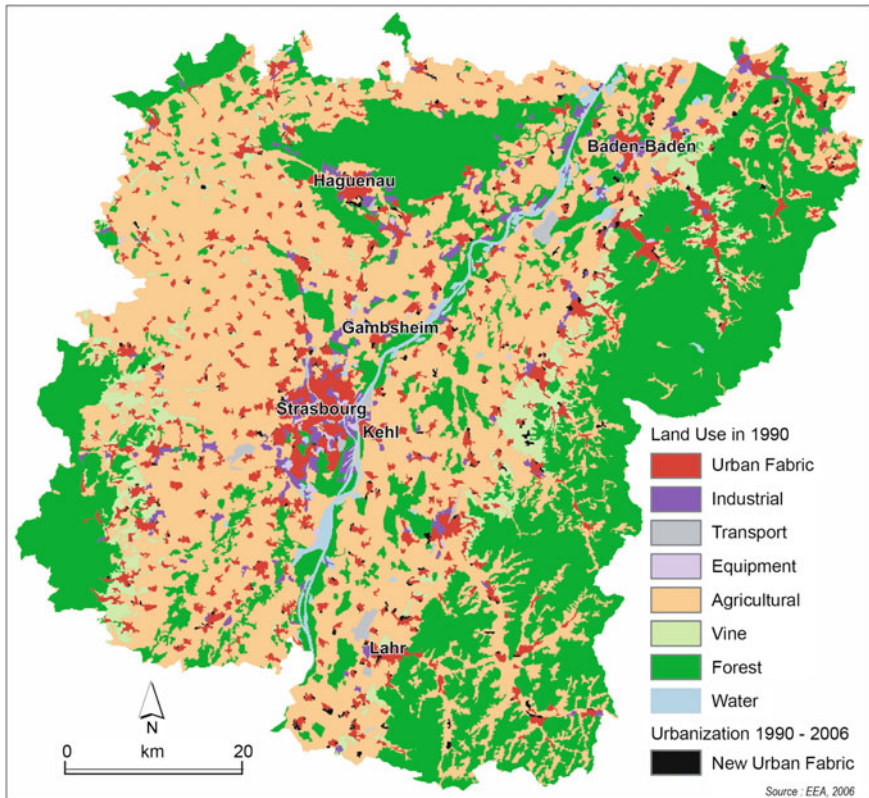 Baden-Baden
Haguenau
Gambsheim
Strasbourg
Kehl
Lahr
Land Use in 1990
Urban Fabric
Industrial
Transport
Equipment
Agricultural
Vine
Forest
Water
Urbanization 1990 - 2006
New Urban Fabric
N
0 km 20
Source : EEA, 2006